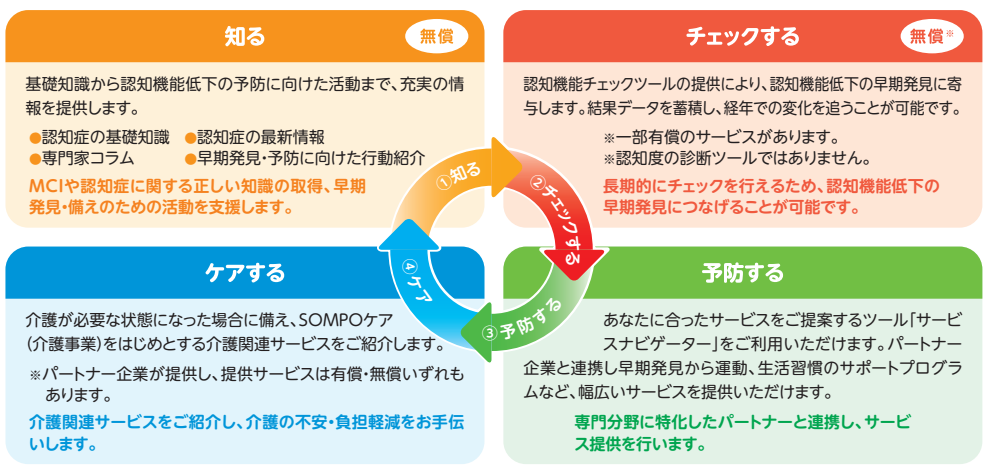 知る
無償
基礎知識から認知機能低下の予防に向けた活動まで、充実の情
報を提供します。
●認知症の基礎知識 ●認知症の最新情報
●専門家コラム ●早期発見・予防に向けた行動紹介
MCIや認知症に関する正しい知識の取得、早期
発見・備えのための活動を支援します。
チェックする
無償※
認知機能チェックツールの提供により、認知機能低下の早期発見に寄
与します。結果データを蓄積し、経年での変化を追うことが可能です。
※一部有償のサービスがあります。
※認知度の診断ツールではありません。
長期的にチェックを行えるため、認知機能低下の
早期発見につなげることが可能です。
①知る
②チェックする
③予防する
④ケア
ケアする
介護が必要な状態になった場合に備え、SOMPOケア
(介護事業)をはじめとする介護関連サービスをご紹介します。
※パートナー企業が提供し、提供サービスは有償・無償いずれも
あります。
介護関連サービスをご紹介し、介護の不安・負担軽減をお手伝
いします。
予防する
あなたに合ったサービスをご提案するツール「サービ
スナビゲーター」をご利用いただけます。パートナー
企業と連携し早期発見から運動、生活習慣のサポートプログラ
ムなど、幅広いサービスを提供いただけます。
専門分野に特化したパートナーと連携し、サービ
ス提供を行います。